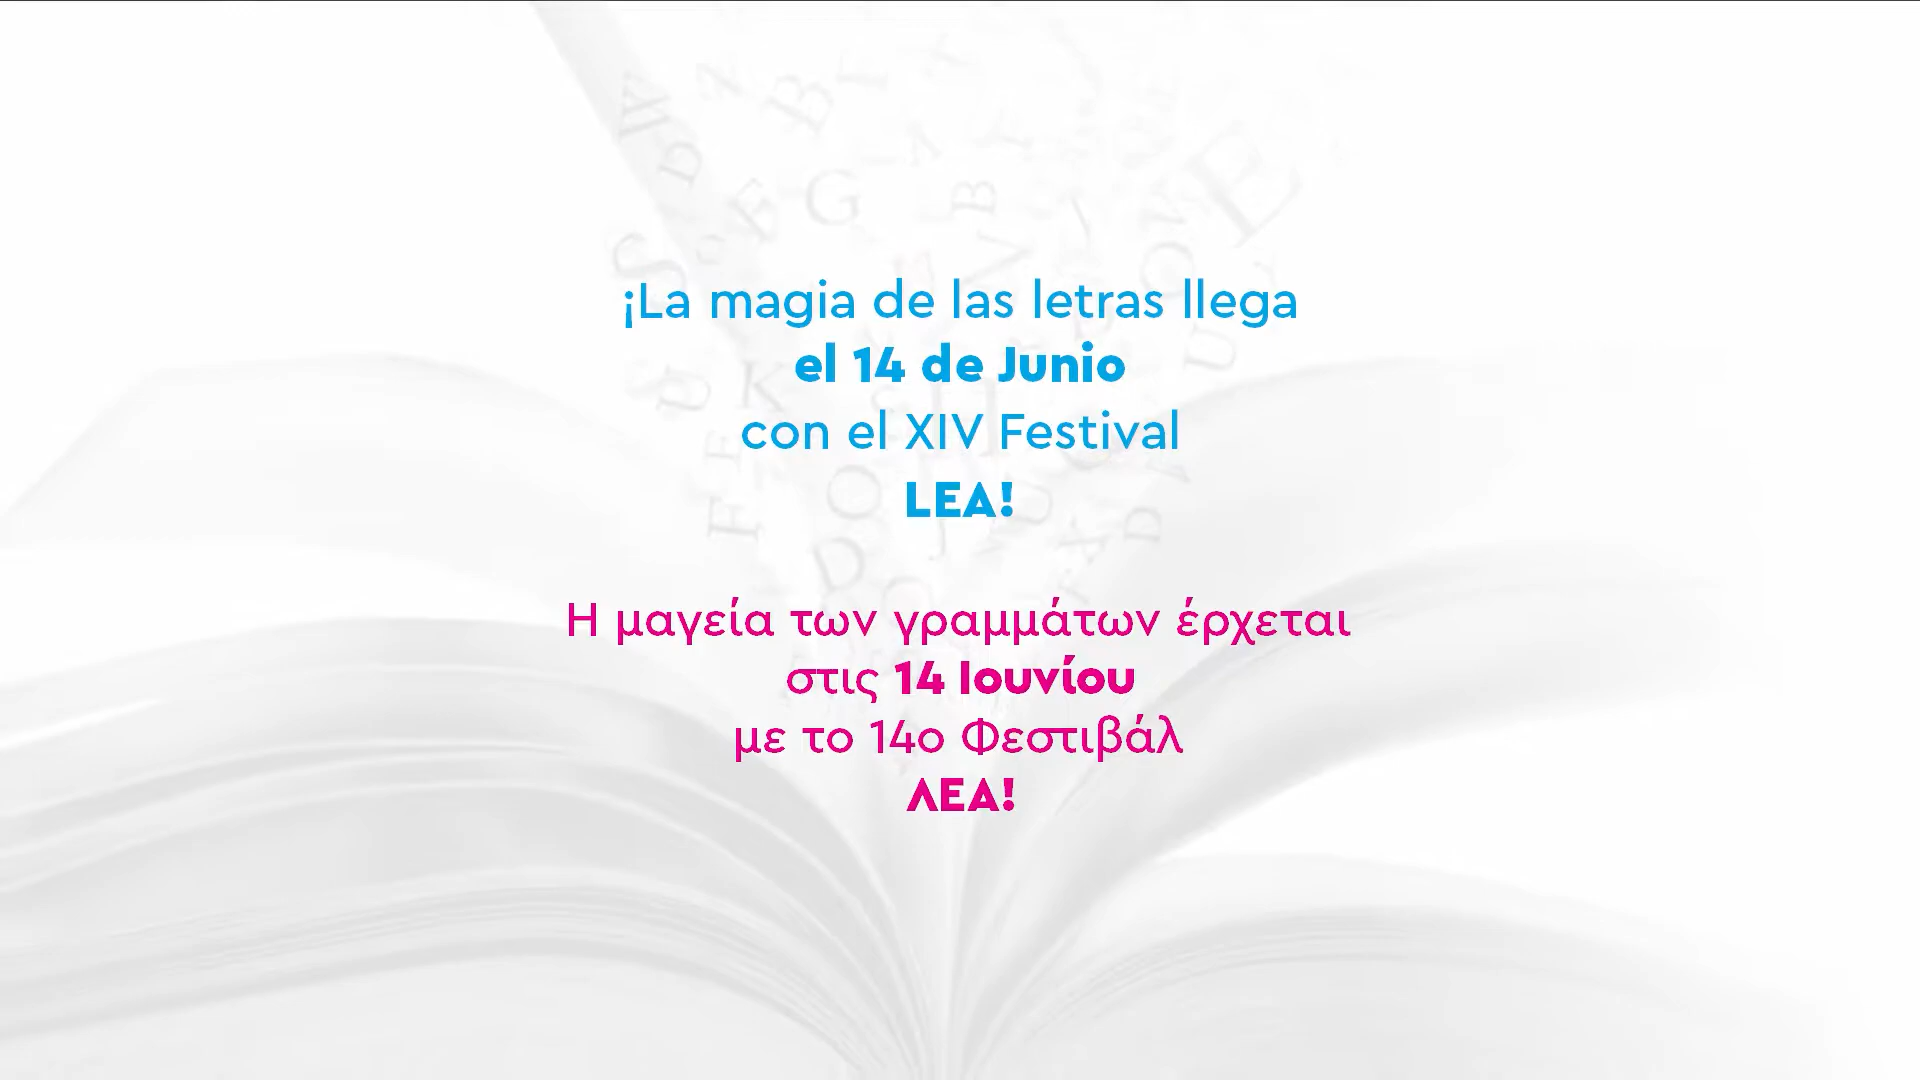 ¡La magia de las letras llega
el 14 de Junio
con el XIV Festival
LEA!
Η μαγεία των γραμμάτων έρχεται
στις 14 Ιουνίου
με το 14ο Φεστιβάλ
ΛΕΑ!